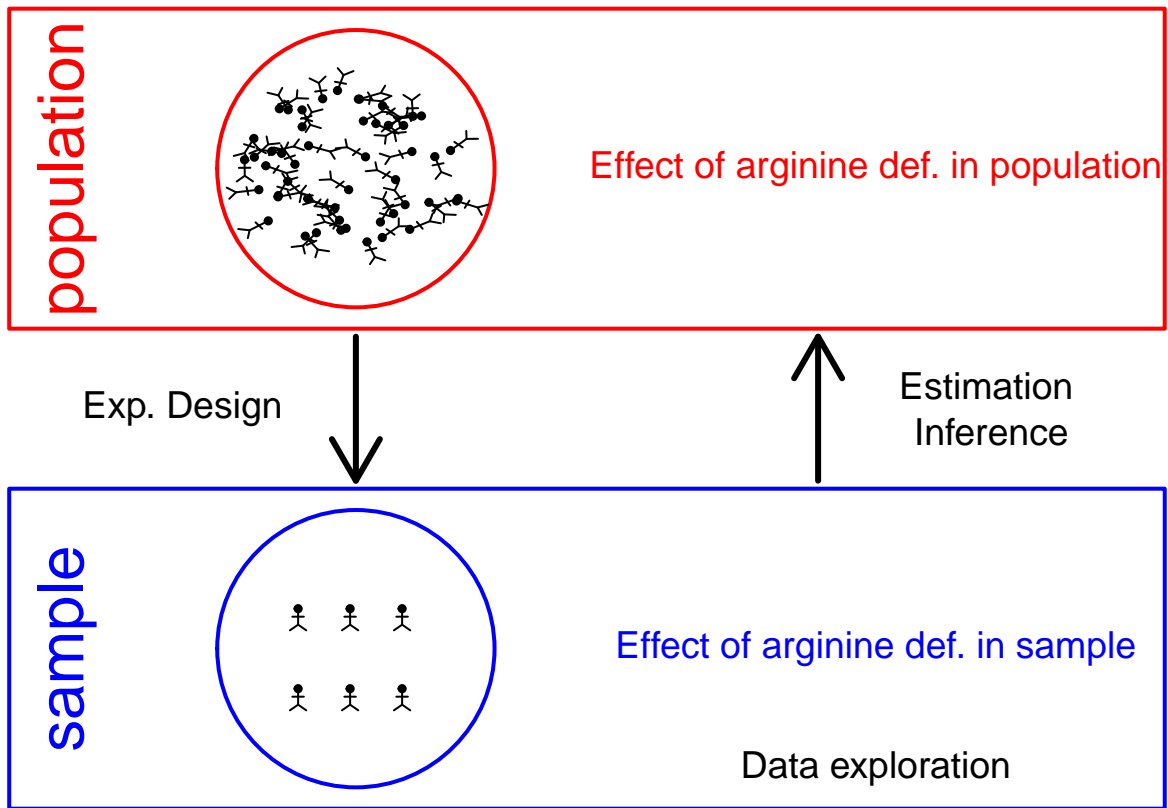 population
Effect of arginine def. in population
Exp. Design
Estimation
Inference
sample
Effect of arginine def. in sample
Data exploration